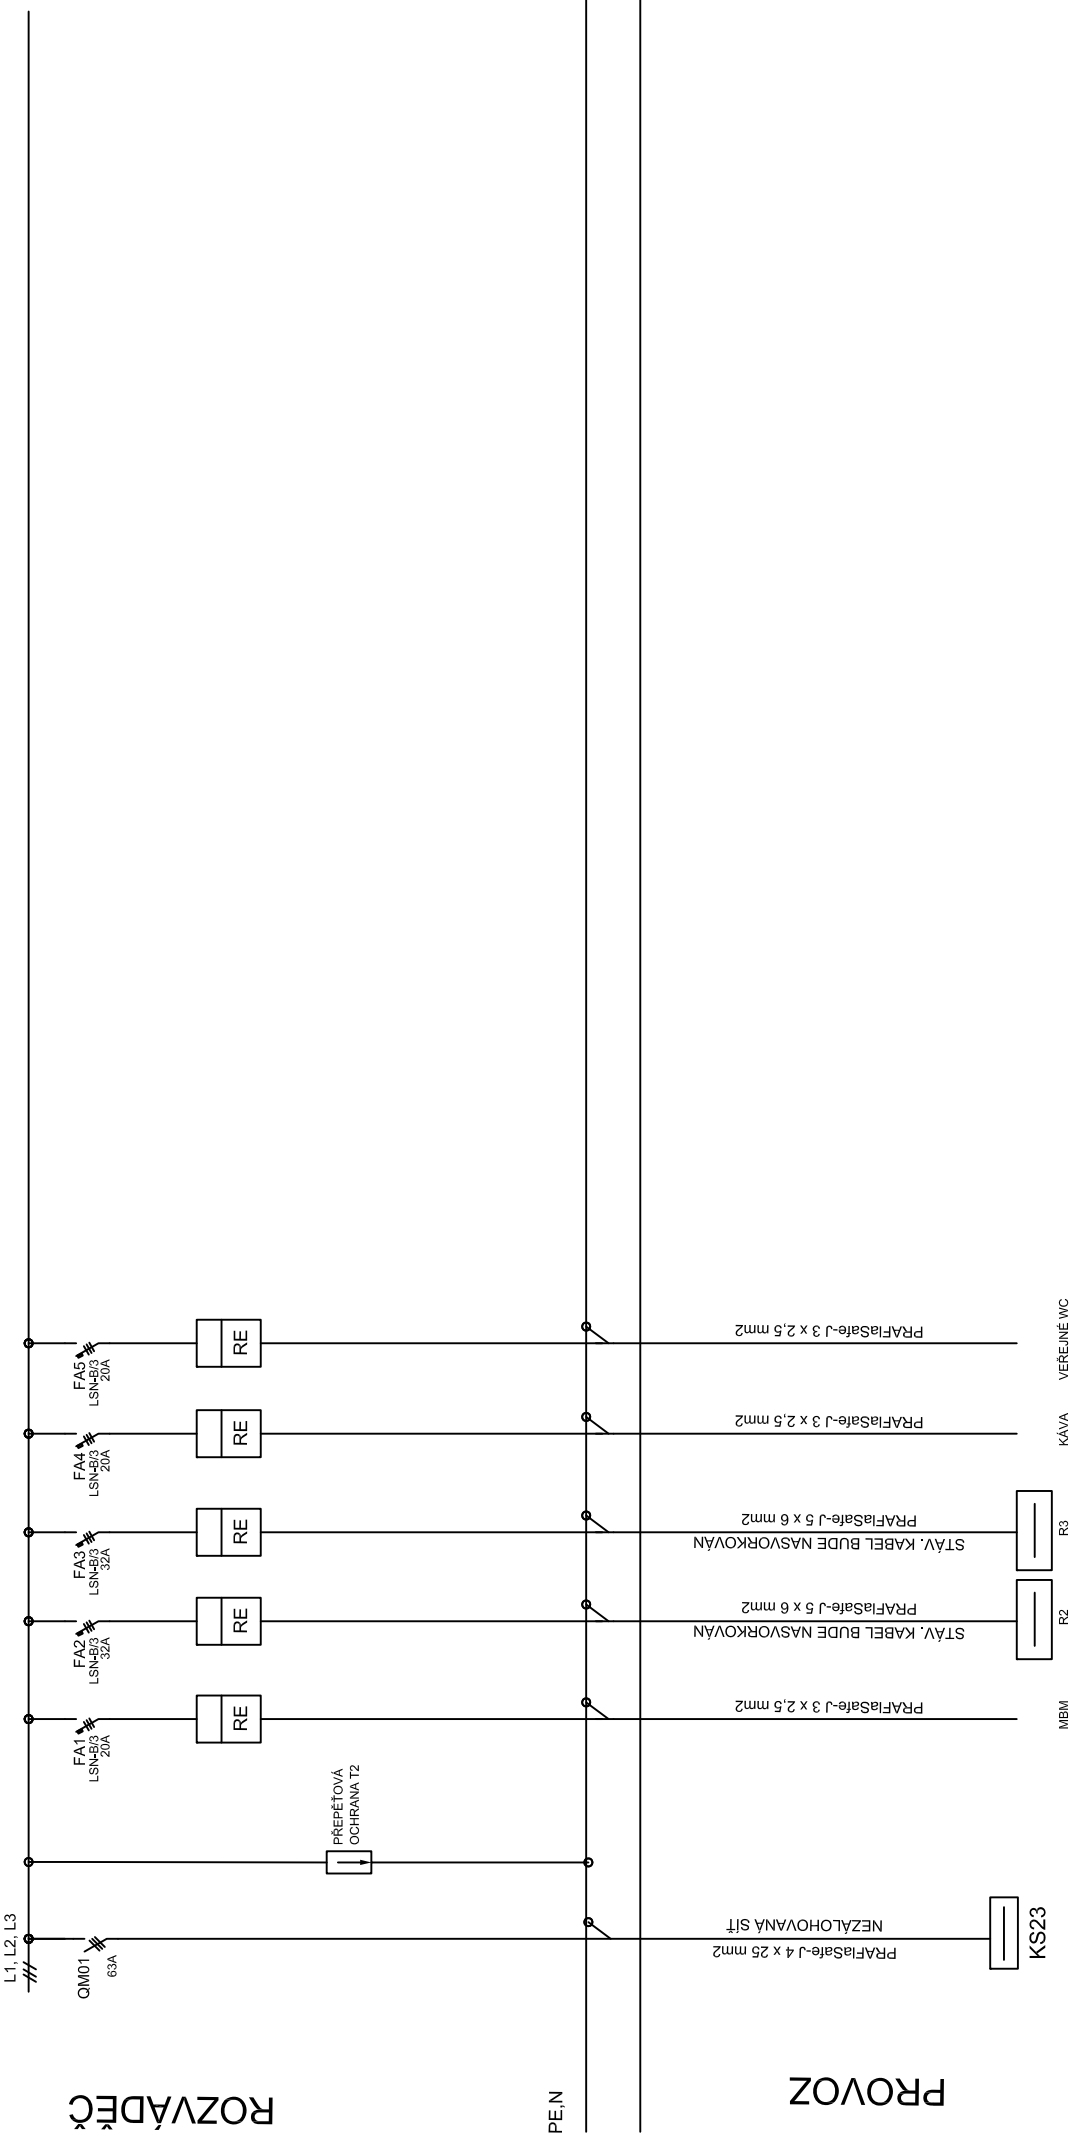 L1, L2, L3
QM01
63A
PŘEPĚŤOVÁ
OCHRANA T2
FA1
LSN-B/3
20A
RE
FA2
LSN-B/3
32A
RE
FA3
LSN-B/3
32A
RE
FA4
LSN-B/3
20A
RE
FA5
LSN-B/3
20A
RE
ROZVÁDĚČ
PE,N
PROVOZ
NEZÁLOHOVANÁ SÍŤ
PRAFlaSafe-J 4 x 25 mm2
KS23
PRAFlaSafe-J 3 x 2,5 mm2
MBM
PRAFlaSafe-J 5 x 6 mm2
STÁV. KABEL BUDE NASVORKOVÁN
R2
PRAFlaSafe-J 5 x 6 mm2
STÁV. KABEL BUDE NASVORKOVÁN
R3
PRAFlaSafe-J 3 x 2,5 mm2
KÁVA
PRAFlaSafe-J 3 x 2,5 mm2
VEŘEJNÉ WC